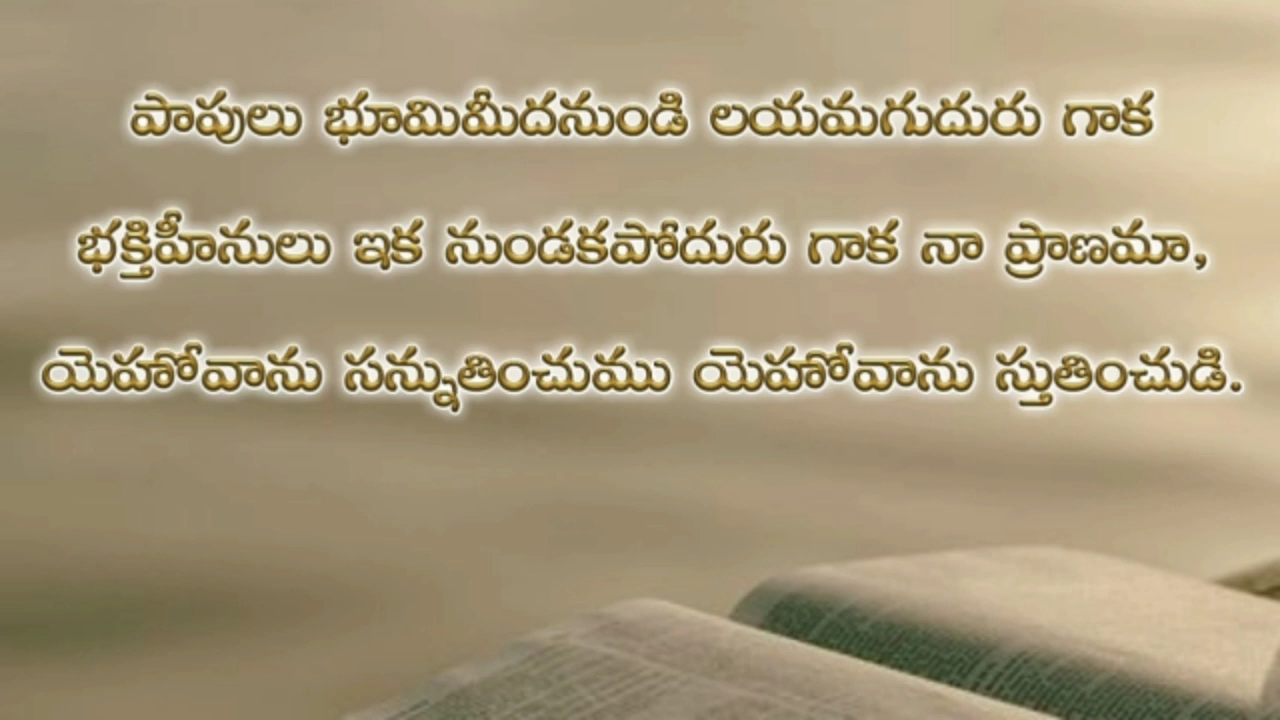 పాపులు భూమిమీదనుండి లయమగుదురు గాక
భక్తిహీనులు ఇక నుండకపోదురు గాక నా ప్రాణమా,
యెహోవాను సన్నుతించుము యెహోవాను స్తుతించుడి.